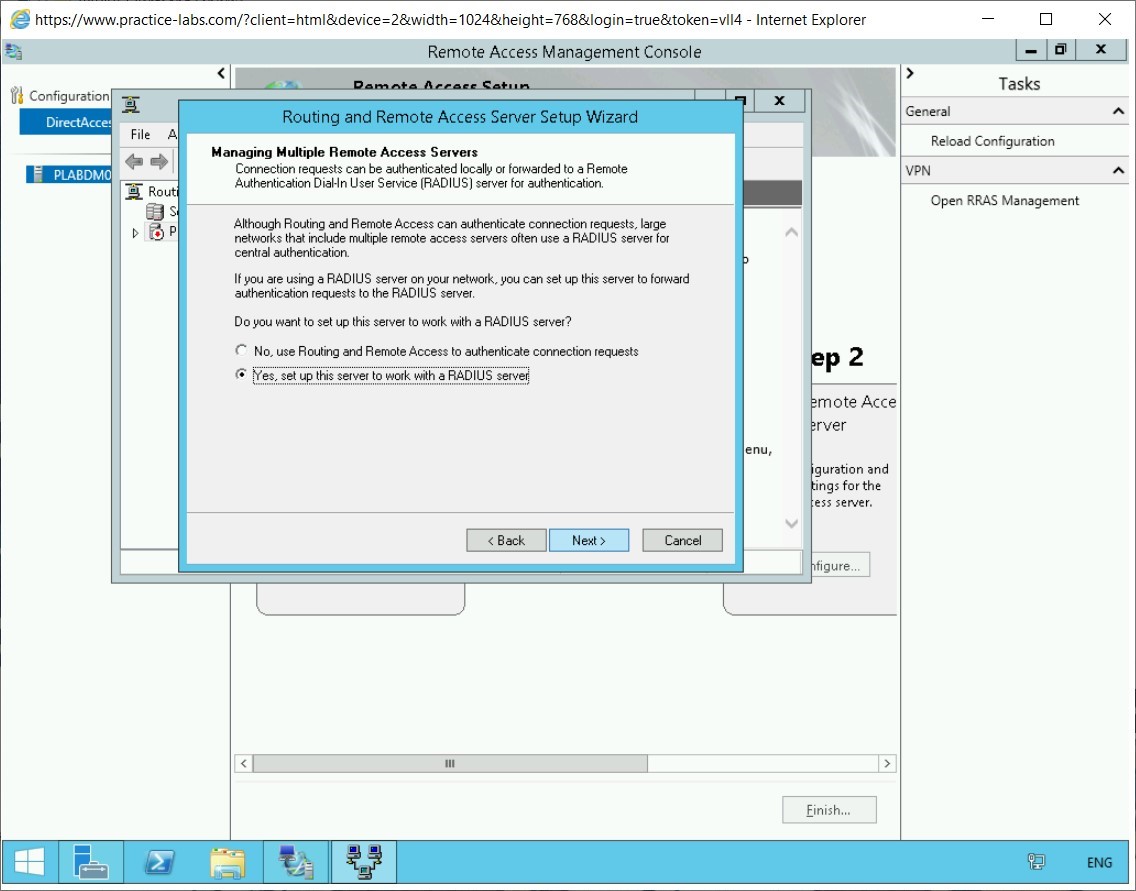 https://www.practice-labs.com/?client=html&device=2&width=1024&height=768&login=true&token=vll4 - Internet Explorer
Remote Access Management Console
Configuration
DirectAcces
PLABDM0
Remote Access Setup
File A
Routi
S
P
Routing and Remote Access Server Setup Wizard
Managing Multiple Remote Access Servers
Connection requests can be authenticated locally or forwarded to a Remote
Authentication Dial-In User Service (RADIUS) server for authentication.
Although Routing and Remote Access can authenticate connection requests, large
networks that include multiple remote access servers often use a RADIUS server for
central authentication.
If you are using a RADIUS server on your network, you can set up this server to forward
authentication requests to the RADIUS server.
Do you want to set up this server to work with a RADIUS server?
No, use Routing and Remote Access to authenticate connection requests
Yes, set up this server to work with a RADIUS server
< Back
Next >
Cancel
enu,
ep 2
emote Acce
erver
iguration and
tings for the
cess server.
nfigure...
Finish...
Tasks
General
Reload Configuration
VPN
Open RRAS Management
ENG